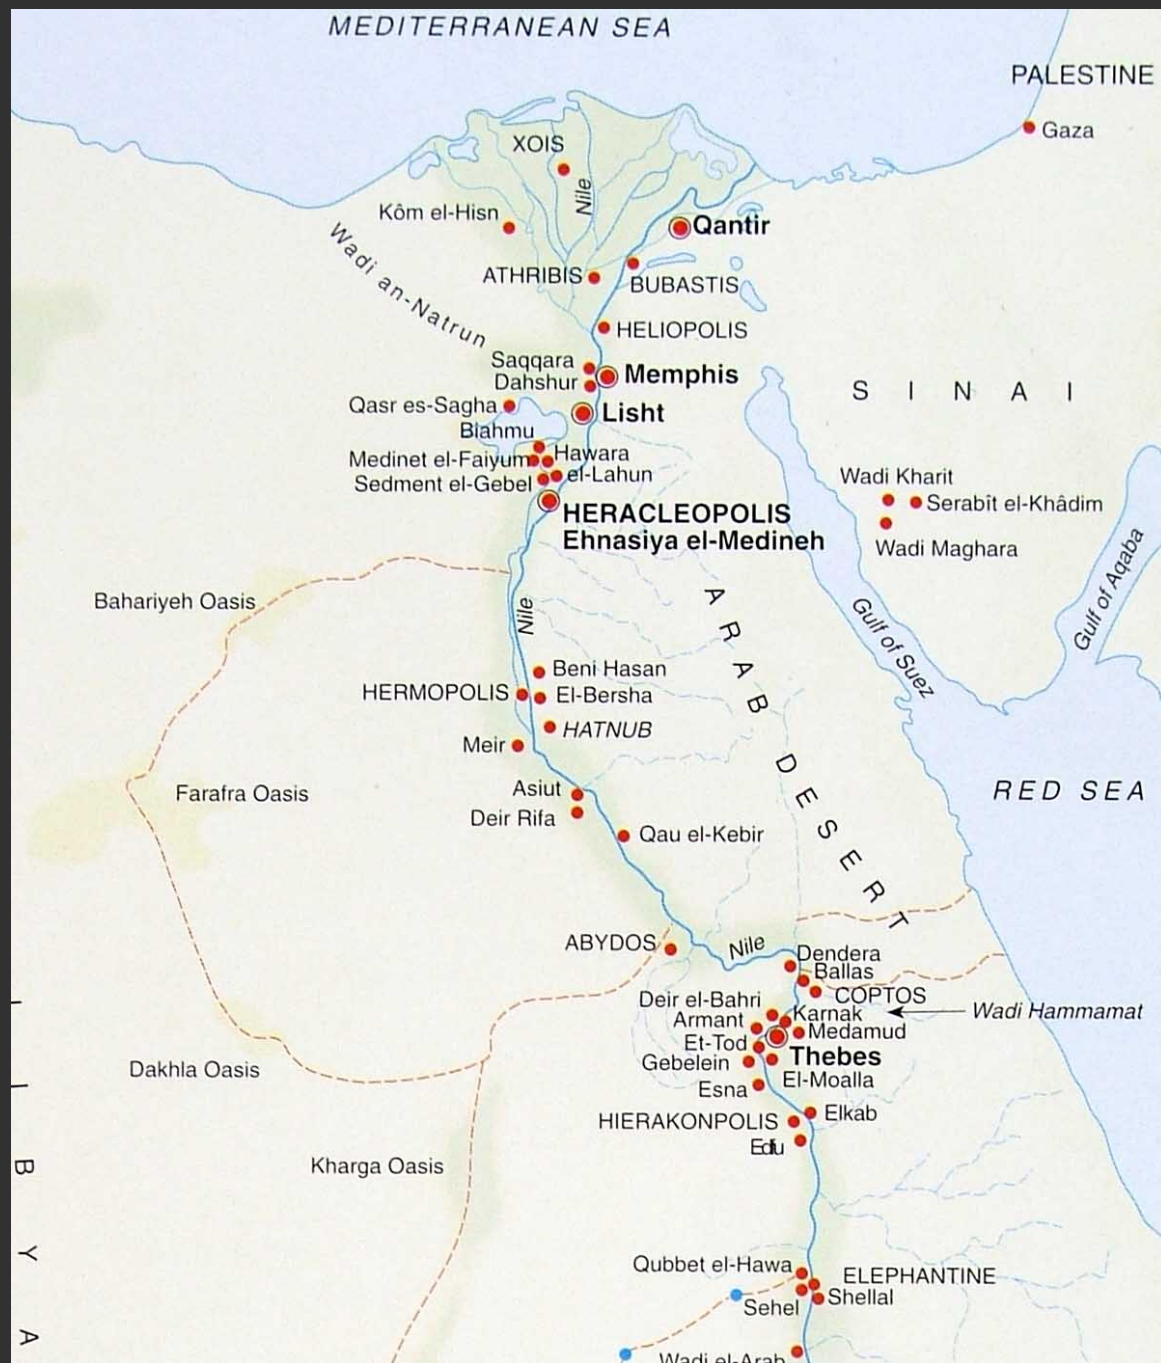 MEDITERRANEAN SEA
PALESTINE
Gaza
XOIS
Nile
Kôm el-Hisn
Qantir
Wadi an-Natrun
ATHRIBIS
BUBASTIS
HELIOPOLIS
Saqqara
Dahshur
Memphis
SINAI
Qasr es-Sagha
Lisht
Biahmu
Medinet el-Faiyum
Hawara
Sedment el-Gebel
el-Lahun
Wadi Kharit
Serabît el-Khâdim
Wadi Maghara
HERACLEOPOLIS
Ehnasiya el-Medineh
Gulf of Aqaba
Bahariyeh Oasis
Nile
ARAB DESERT
Gulf of Suez
Beni Hasan
HERMOPOLIS
El-Bersha
HATNUB
Meir
Asiut
Farafra Oasis
RED SEA
Deir Rifa
Qau el-Kebir
ABYDOS
Nile
Dendera
Ballas
COPTOS
Deir el-Bahri
Karnak
Wadi Hammamat
Armant
Medamud
Et-Tod
Thebes
Gebelein
El-Moalla
Dakhla Oasis
Esna
Elkab
HIERAKONPOLIS
Edfu
Kharga Oasis
LIBYA
Qubbet el-Hawa
ELEPHANTINE
Shellal
Sehel
Wadi el-Arab